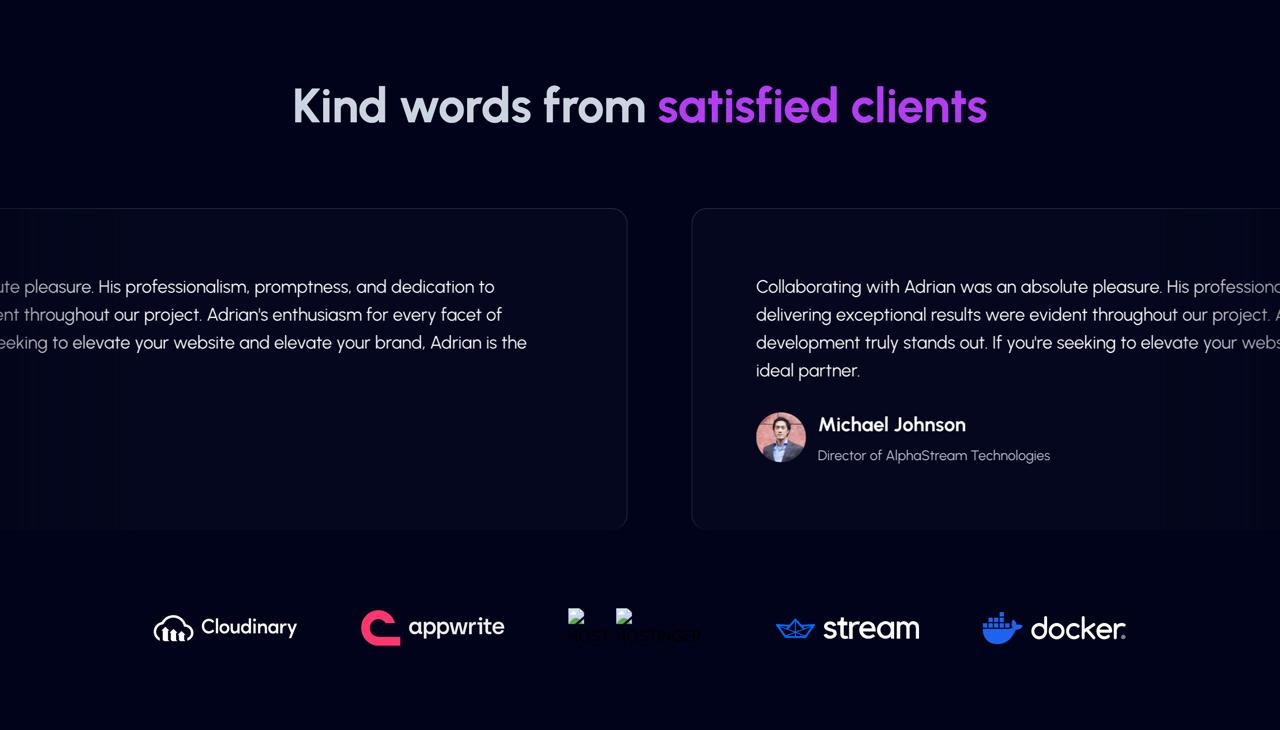 Kind words from satisfied clients
ute pleasure. His professionalism, promptness, and dedication to
ent throughout our project. Adrian's enthusiasm for every facet of
eeking to elevate your website and elevate your brand, Adrian is the
Collaborating with Adrian was an absolute pleasure. His professiona
delivering exceptional results were evident throughout our project. A
development truly stands out. If you're seeking to elevate your webs
ideal partner.
Michael Johnson
Director of AlphaStream Technologies
Cloudinary
appwrite
HOST
HOSTINGER
stream
docker